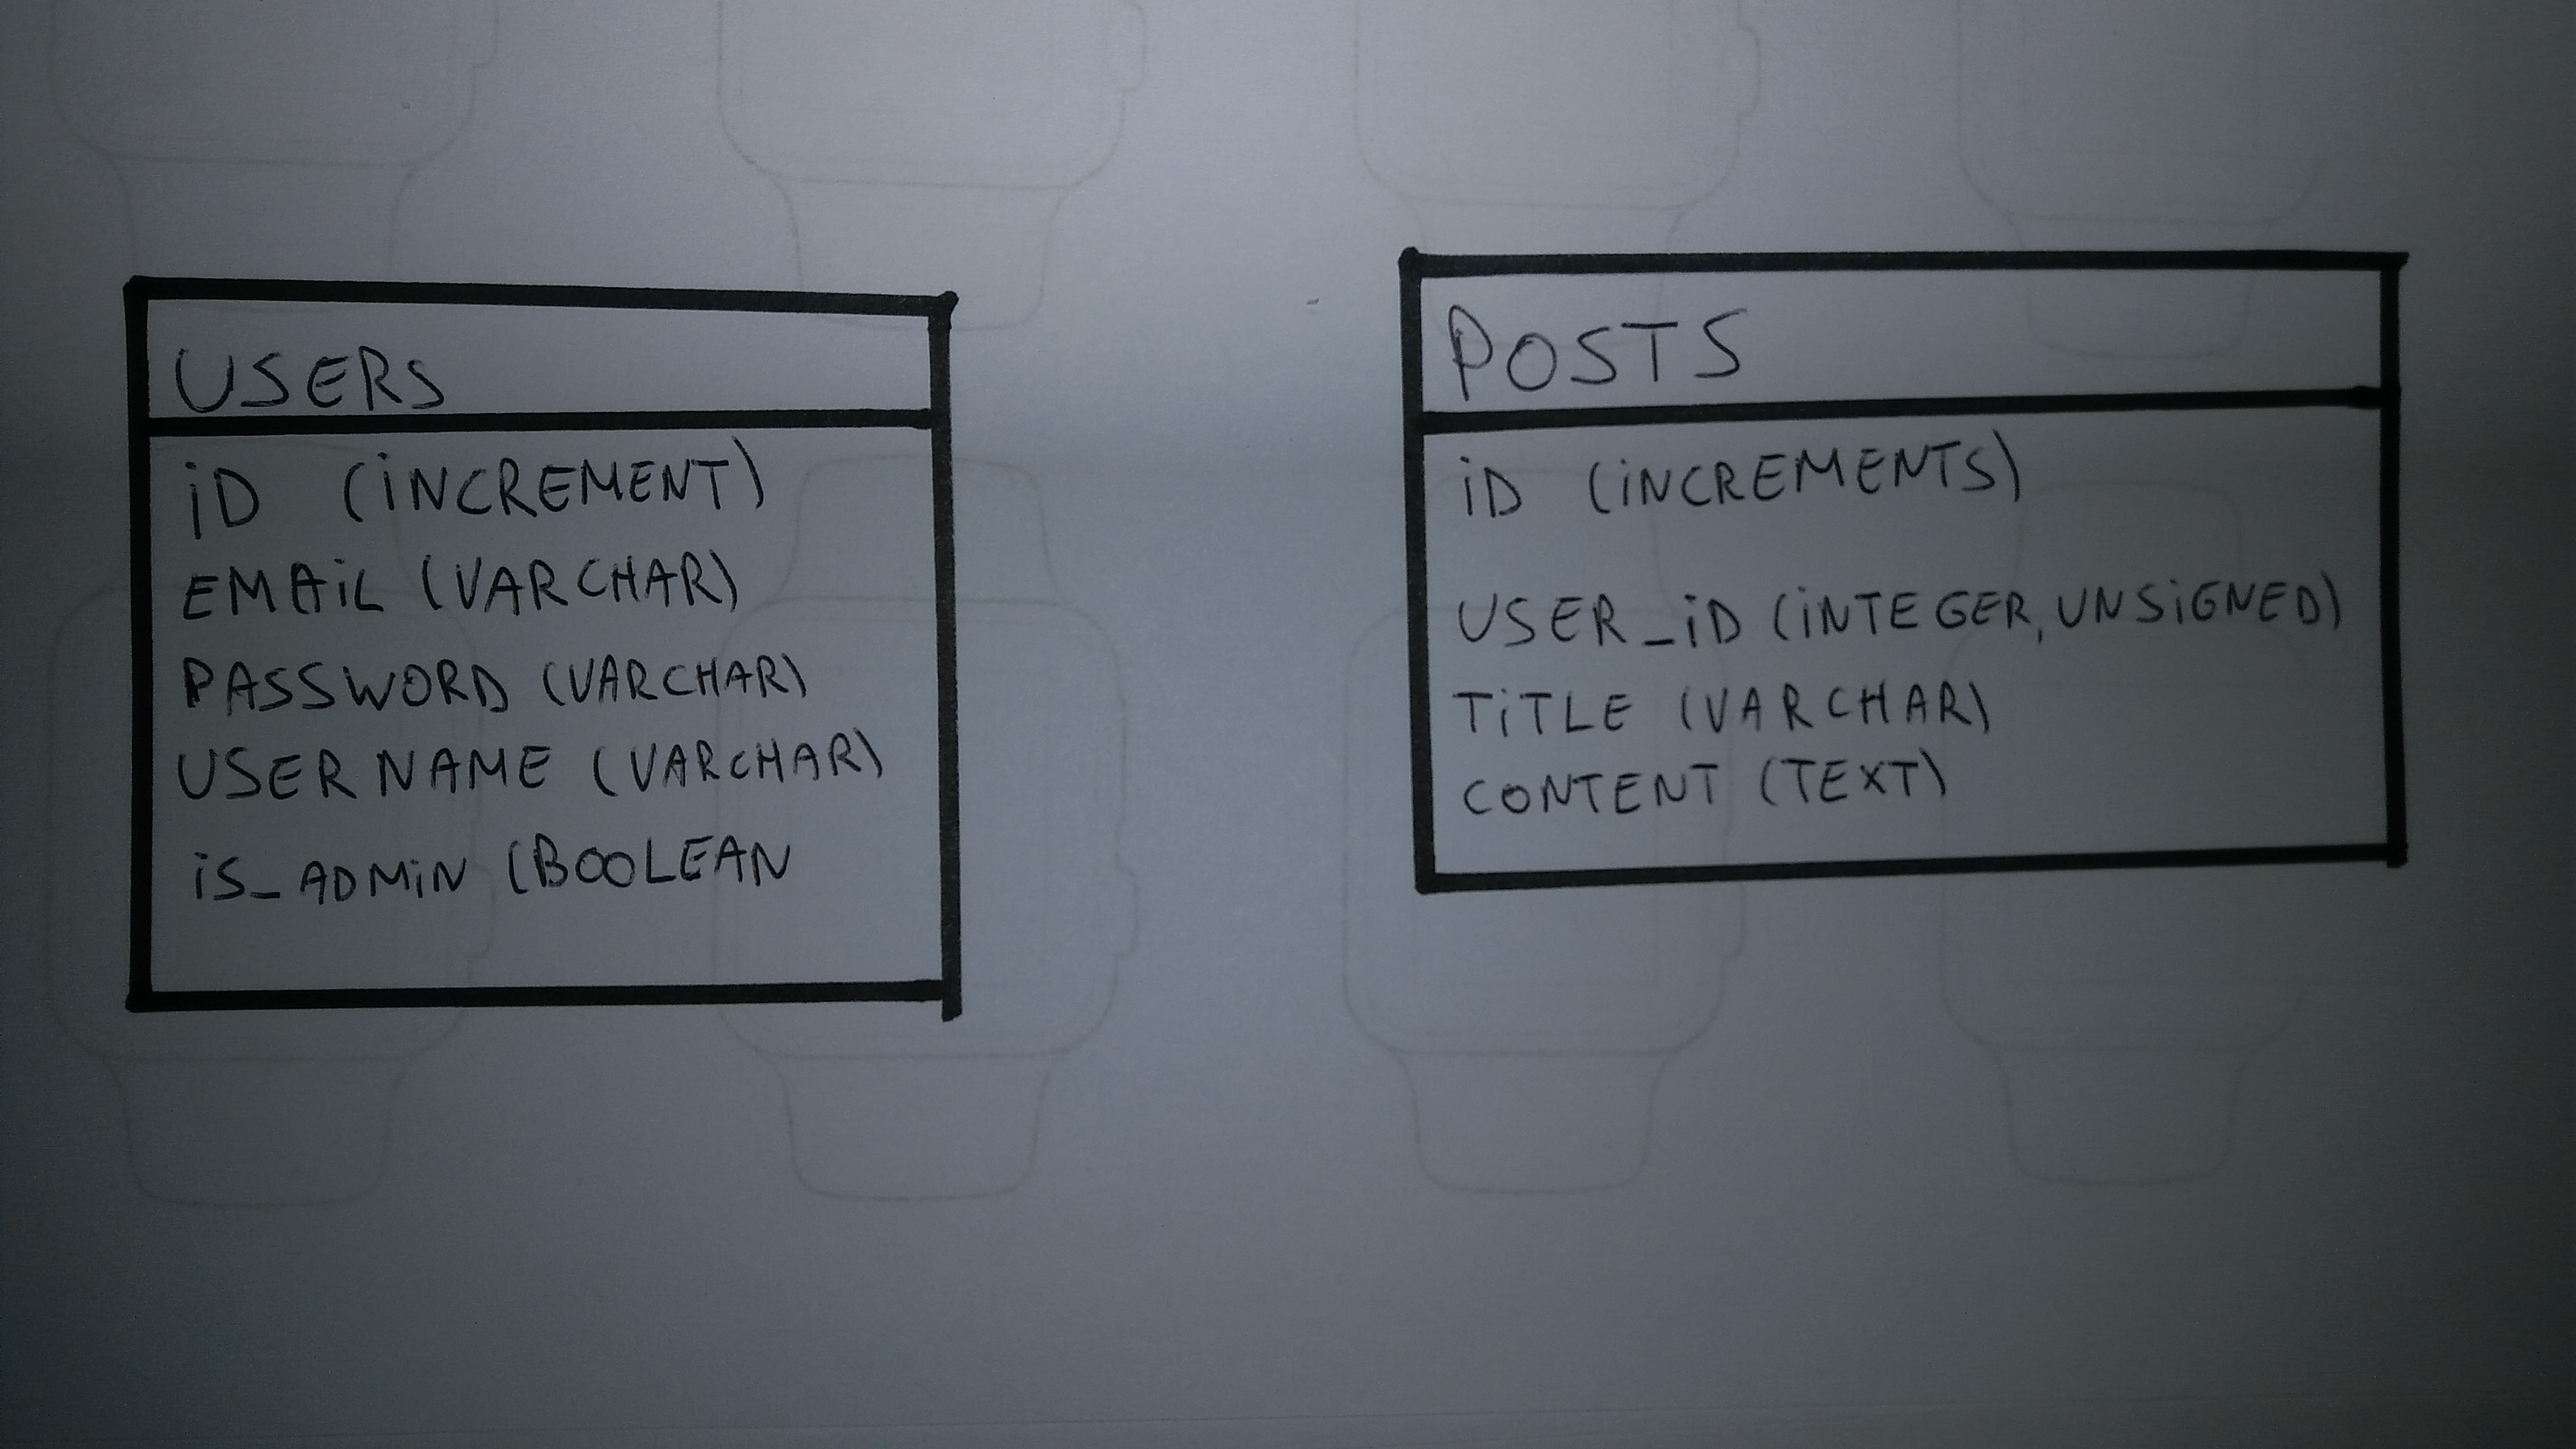 USERS
iD (iNCREMENT)
EMAiL (VARCHAR)
PASSWORD (VARCHAR)
USERNAME (VARCHAR)
iS_ADMiN (BOOLEAN
POSTS
iD (iNCREMENTS)
USER_iD (iNTEGER, UNSiGNED)
TiTLE (VARCHAR)
CONTENT (TEXT)